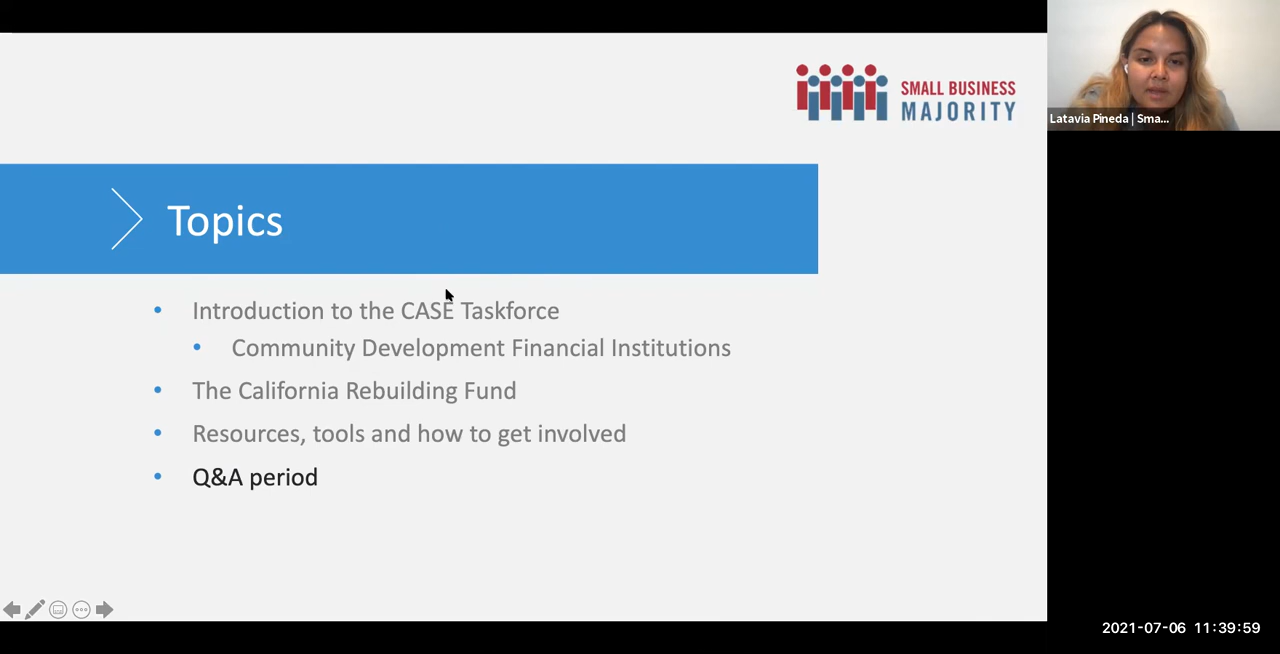 SMALL BUSINESS
MAJORITY
Latavia Pineda | Sma...
Topics
• Introduction to the CASE Taskforce
• Community Development Financial Institutions
• The California Rebuilding Fund
• Resources, tools and how to get involved
• Q&A period
2021-07-06 11:39:59